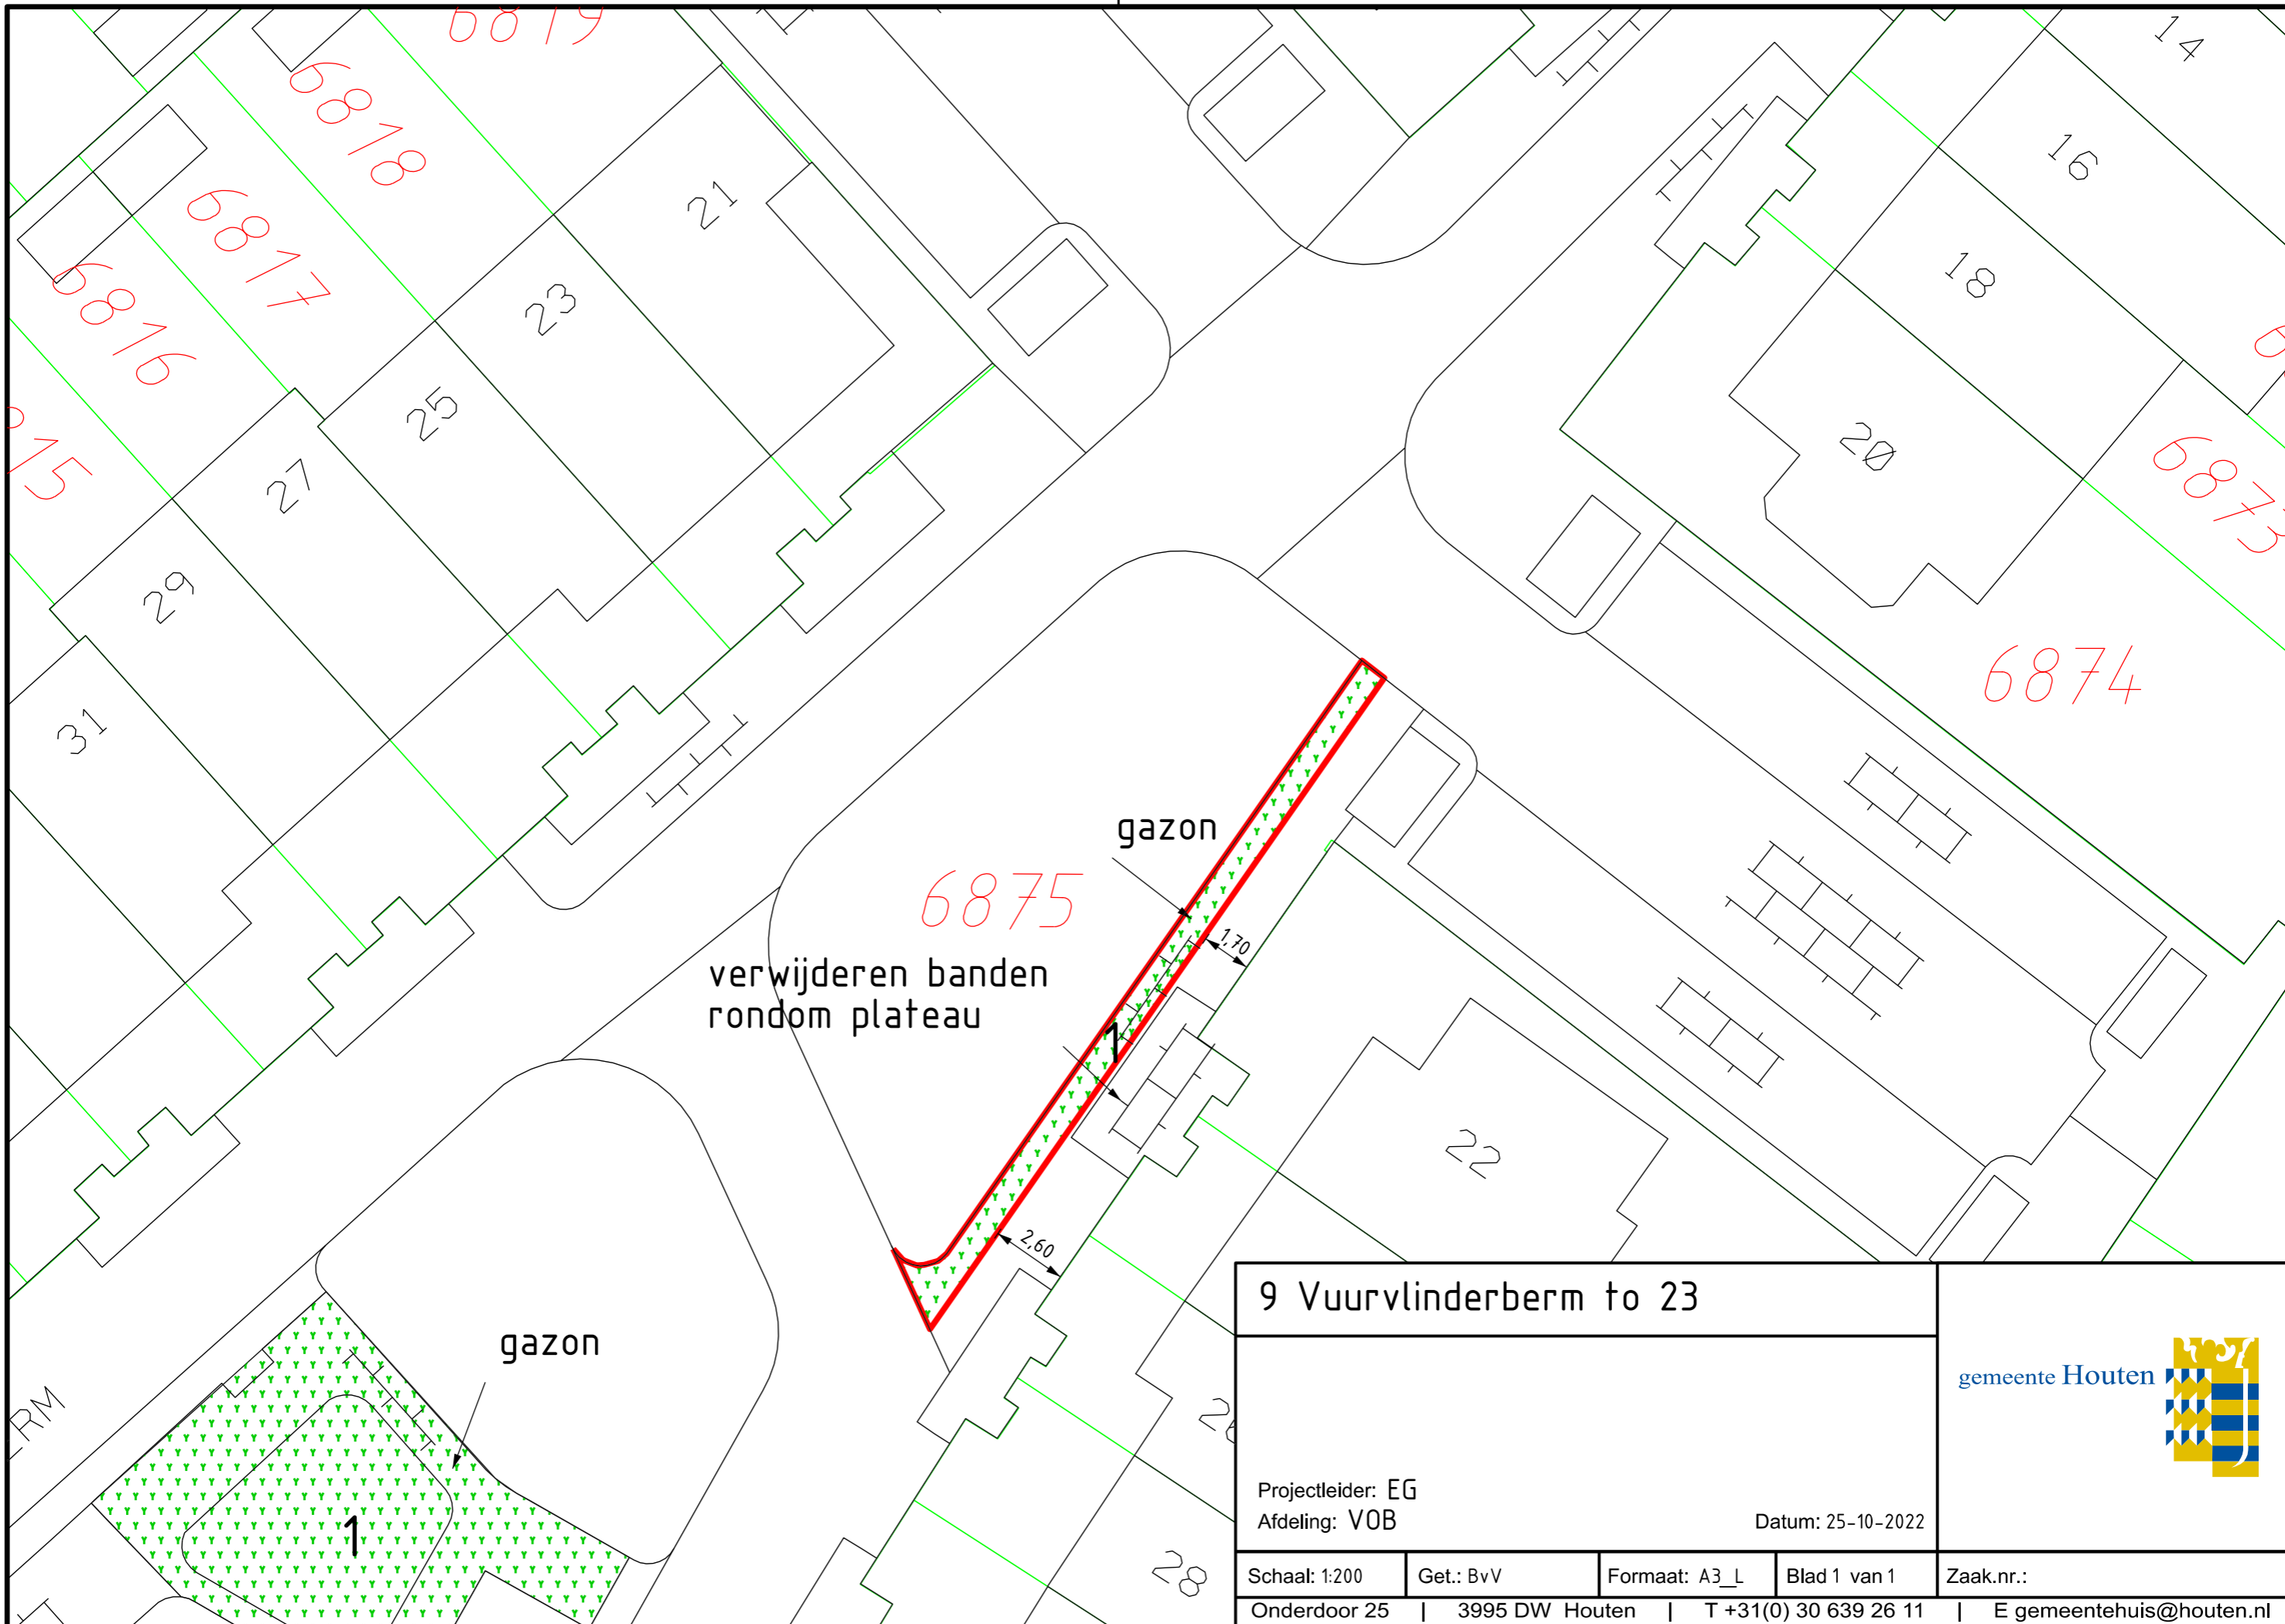 6819
14
6818
16
21
6817
18
23
6816
25
20
6873
15
27
29
6874
31
gazon
6875
1,70
verwijderen banden
rondom plateau
1
22
2,60
9 Vuurvlinderberm to 23
gazon
gemeente Houten
RM
Projectleider: EG
Afdeling: VOB
Datum: 25-10-2022
1
28
Schaal: 1:200
Get.: BvV
Formaat: A3_L
Blad 1 van 1
Zaak.nr.:
Onderdoor 25 | 3995 DW Houten | T +31(0) 30 639 26 11 | E gemeentehuis@houten.nl